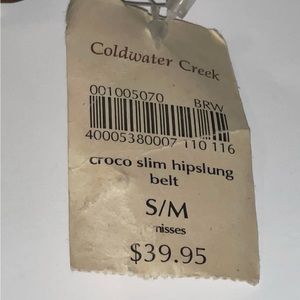 Coldwater Creek
001005070 BRW
40005380007 110 116
croco slim hipslung
belt
S/M
misses
$39.95